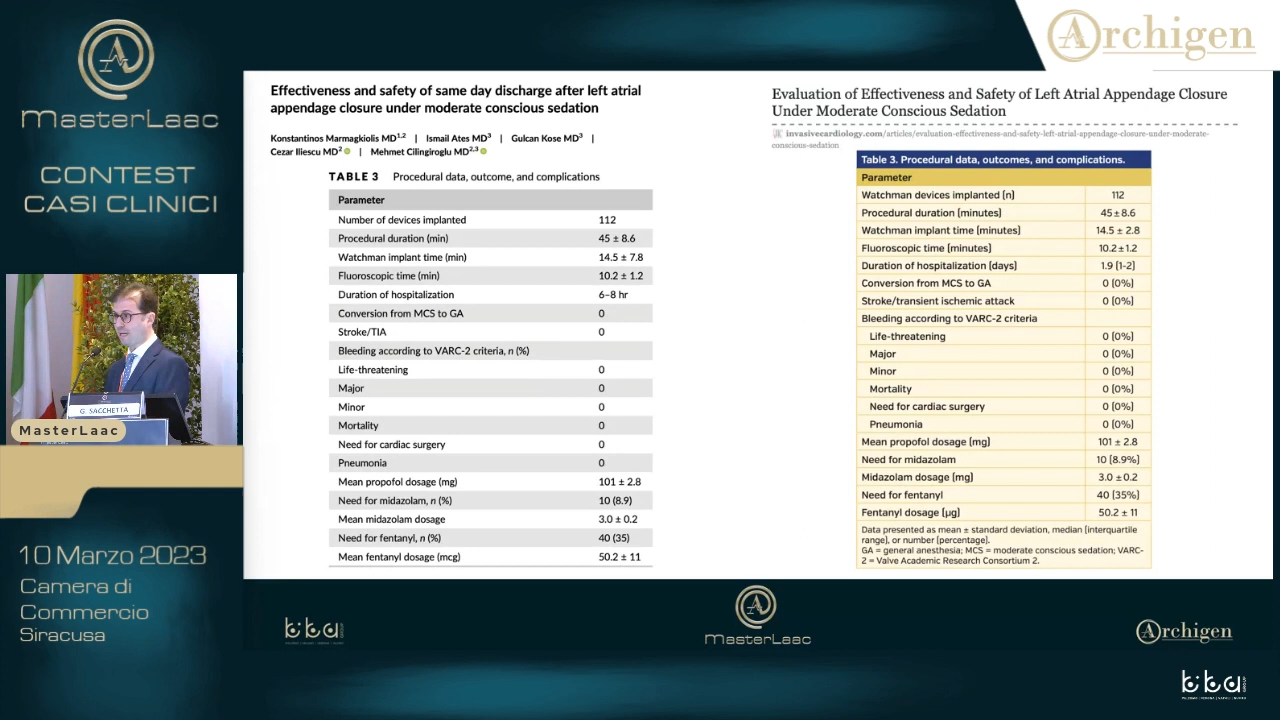 MasterLaac
CONTEST
CASI CLINICI
Archigen
Effectiveness and safety of same day discharge after left atrial
appendage closure under moderate conscious sedation
Konstantinos Marmagkiolis MD1,2 | Ismail Ates MD3 | Gulcan Kose MD3 |
Cezar Iliescu MD2 | Mehmet Cilingiroglu MD2,3
TABLE 3 Procedural data, outcome, and complications
Parameter
Number of devices implanted 112
Procedural duration (min) 45 ± 8.6
Watchman implant time (min) 14.5 ± 7.8
Fluoroscopic time (min) 10.2 ± 1.2
Duration of hospitalization 6–8 hr
Conversion from MCS to GA 0
Stroke/TIA 0
Bleeding according to VARC-2 criteria, n (%)
Life-threatening 0
Major 0
Minor 0
Mortality 0
Need for cardiac surgery 0
Pneumonia 0
Mean propofol dosage (mg) 101 ± 2.8
Need for midazolam, n (%) 10 (8.9)
Mean midazolam dosage 3.0 ± 0.2
Need for fentanyl, n (%) 40 (35)
Mean fentanyl dosage (mcg) 50.2 ± 11
Evaluation of Effectiveness and Safety of Left Atrial Appendage Closure
Under Moderate Conscious Sedation
invasivecardiology.com/articles/evaluation-effectiveness-and-safety-left-atrial-appendage-closure-under-moderate-
conscious-sedation
Table 3. Procedural data, outcomes, and complications.
Parameter
Watchman devices implanted (n) 112
Procedural duration (minutes) 45 ± 8.6
Watchman implant time (minutes) 14.5 ± 2.8
Fluoroscopic time (minutes) 10.2 ± 1.2
Duration of hospitalization (days) 1.9 (1-2)
Conversion from MCS to GA 0 (0%)
Stroke/transient ischemic attack 0 (0%)
Bleeding according to VARC-2 criteria
Life-threatening 0 (0%)
Major 0 (0%)
Minor 0 (0%)
Mortality 0 (0%)
Need for cardiac surgery 0 (0%)
Pneumonia 0 (0%)
Mean propofol dosage (mg) 101 ± 2.8
Need for midazolam 10 (8.9%)
Midazolam dosage (mg) 3.0 ± 0.2
Need for fentanyl 40 (35%)
Fentanyl dosage (µg) 50.2 ± 11
Data presented as mean ± standard deviation, median (interquartile
range), or number (percentage).
GA = general anesthesia; MCS = moderate conscious sedation; VARC-
2 = Valve Academic Research Consortium 2.
G. SACCHETTA
MasterLaac
10 Marzo 2023
Camera di
Commercio
Siracusa
bba GROUP
MasterLaac
Archigen
bba GROUP